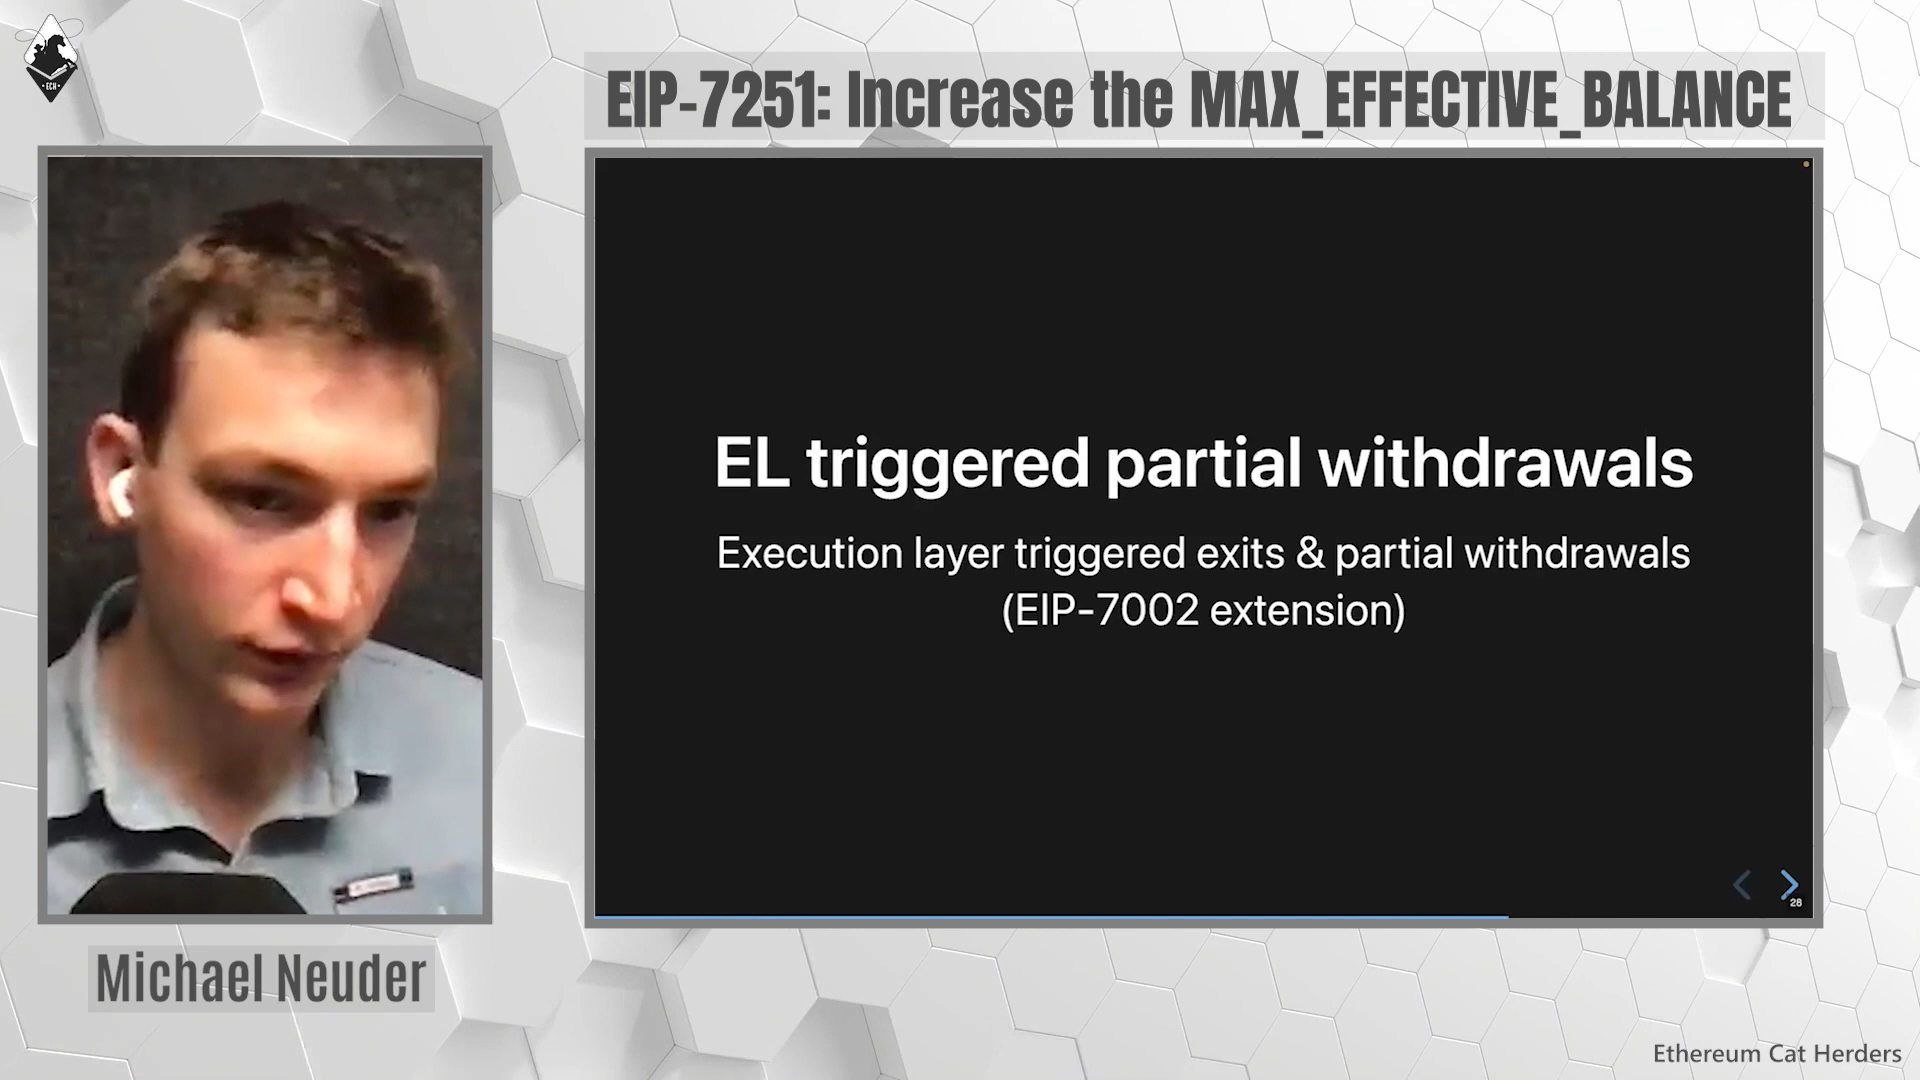 ECH
EIP-7251: Increase the MAX_EFFECTIVE_BALANCE
EL triggered partial withdrawals
Execution layer triggered exits & partial withdrawals
(EIP-7002 extension)
28
Michael Neuder
Ethereum Cat Herders